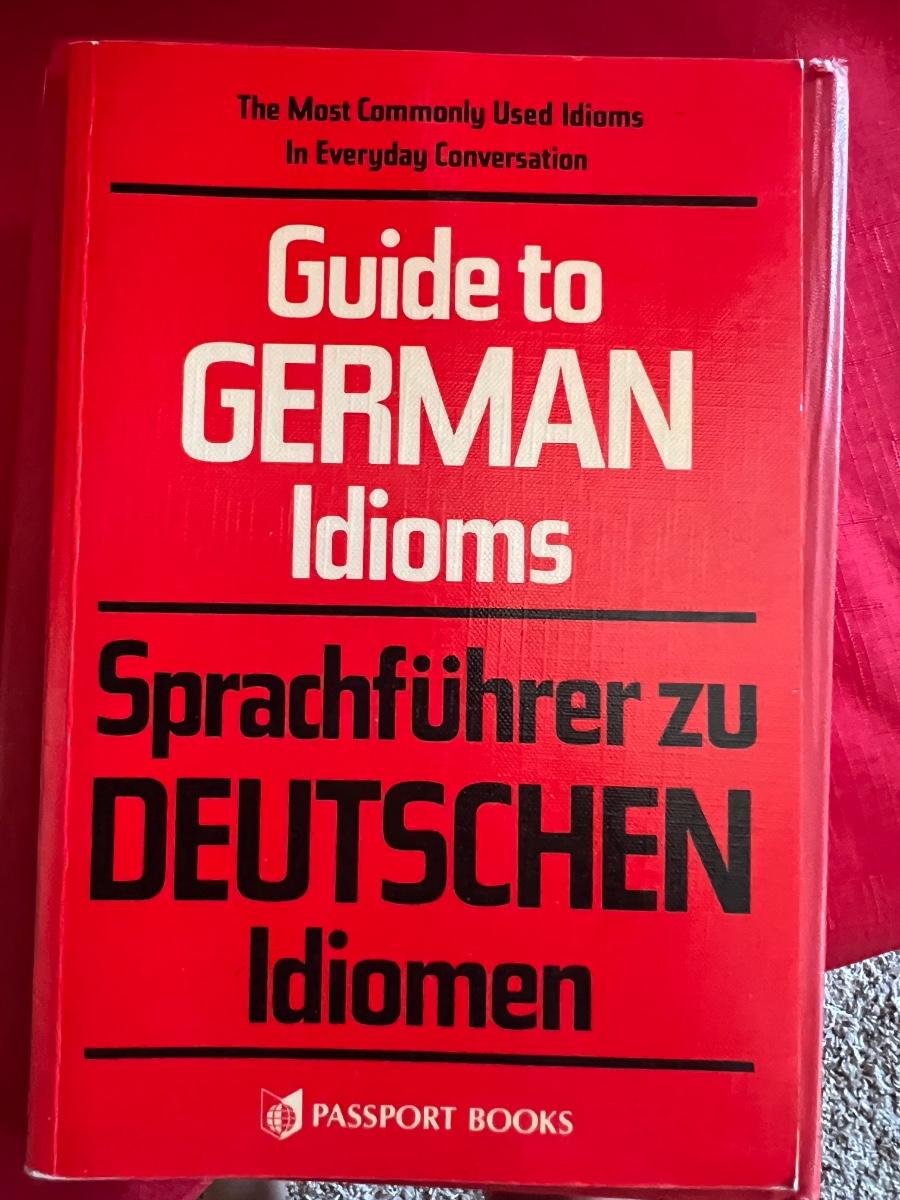 The Most Commonly Used Idioms
In Everyday Conversation
Guide to
GERMAN
Idioms
Sprachführer zu
DEUTSCHEN
Idiomen
PASSPORT BOOKS